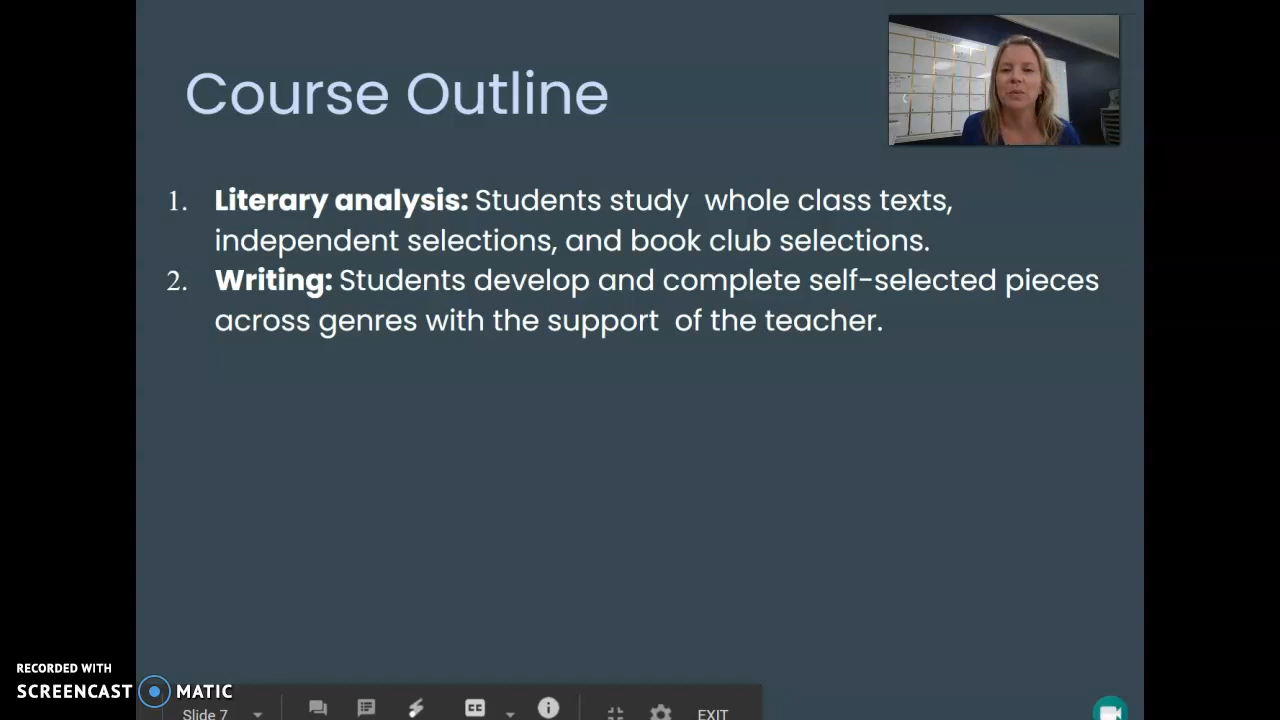 Course Outline
1. Literary analysis: Students study  whole class texts,
independent selections, and book club selections.
2. Writing: Students develop and complete self-selected pieces
across genres with the support  of the teacher.
RECORDED WITH
SCREENCAST MATIC
Slide 7
CC
EXIT